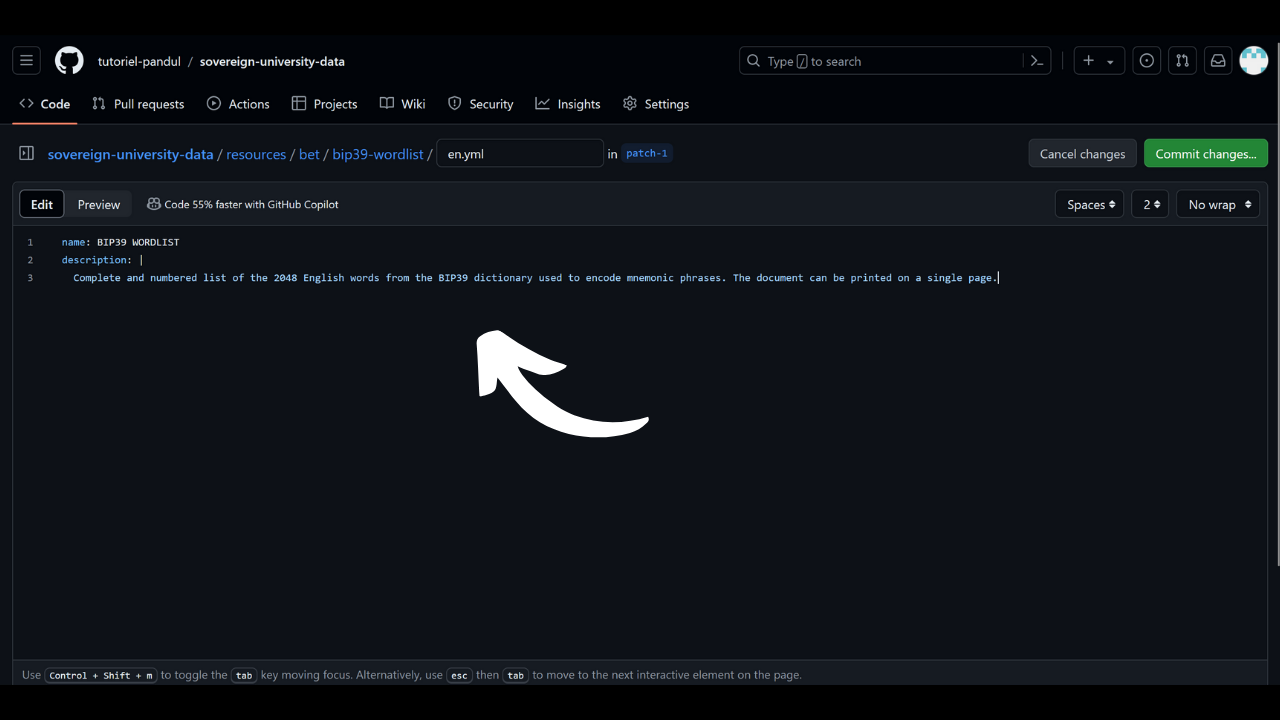 tutoriel-pandul / sovereign-university-data
Type / to search
Code Pull requests Actions Projects Wiki Security Insights Settings
sovereign-university-data / resources / bet / bip39-wordlist / en.yml in patch-1
Cancel changes Commit changes...
Edit Preview Code 55% faster with GitHub Copilot
Spaces 2 No wrap
1 name: BIP39 WORDLIST
2 description: |
3 Complete and numbered list of the 2048 English words from the BIP39 dictionary used to encode mnemonic phrases. The document can be printed on a single page.
Use Control + Shift + m to toggle the tab key moving focus. Alternatively, use esc then tab to move to the next interactive element on the page.